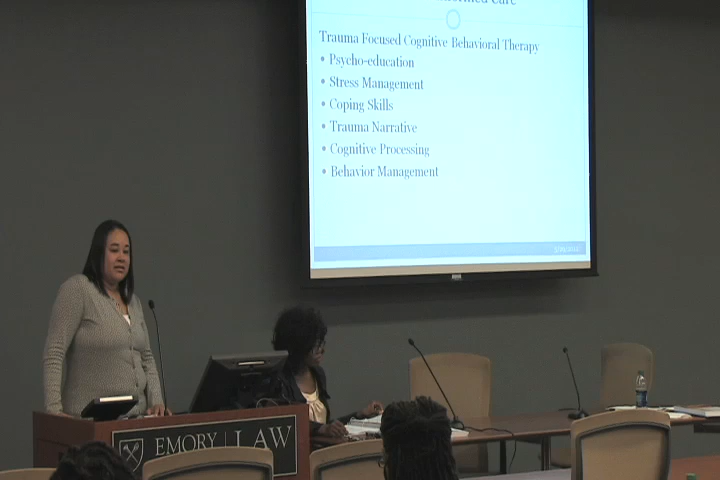 Care
Trauma Focused Cognitive Behavioral Therapy
• Psycho-education
• Stress Management
• Coping Skills
• Trauma Narrative
• Cognitive Processing
• Behavior Management
EMORY LAW